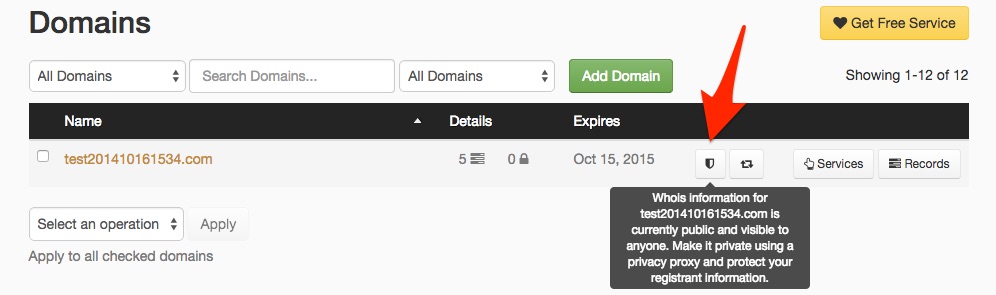 Domains
Get Free Service
All Domains Search Domains... All Domains Add Domain Showing 1-12 of 12
Name Details Expires
test201410161534.com 5 0 Oct 15, 2015 Services Records
Whois information for
test201410161534.com is
currently public and visible to
anyone. Make it private using a
privacy proxy and protect your
registrant information.
Select an operation Apply
Apply to all checked domains